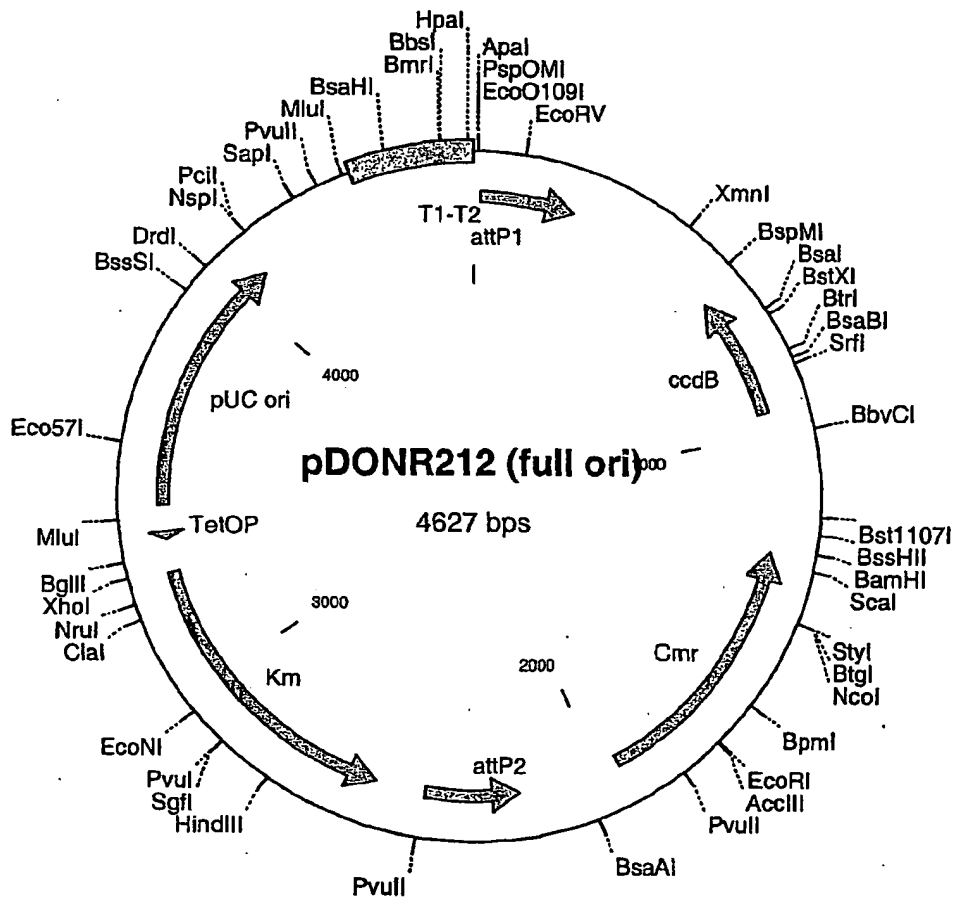 HpaI
BbsI
BmrI
ApaI
PspOMI
EcoO109I
EcoRV
BsaHI
MluI
PvuII
SapI
PciI
NspI
DrdI
BssSI
XmnI
BspMI
BsaI
BstXI
BtrI
BsaBI
SrfI
T1-T2
attP1
4000
pUC ori
ccdB
BbvCI
Eco57I
pDONR212 (full ori)
4627 bps
TetOP
MluI
BglII
XhoI
NruI
ClaI
Bst1107I
BssHII
BamHI
ScaI
3000
2000
Km
Cmr
StyI
BtgI
NcoI
EcoNI
PvuI
SgfI
HindIII
attP2
BpmI
EcoRI
AccIII
PvuII
BsaAI
PvuII